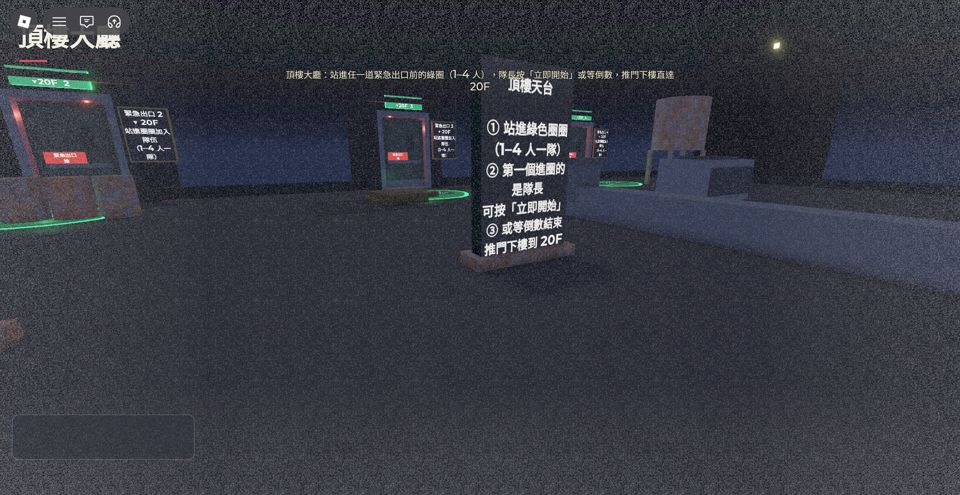 頂樓大廳
頂樓大廳：站進任一道緊急出口前的綠圈（1–4 人），隊長按「立即開始」或等倒數，推門下樓直達
20F
▾20F 2
緊急出口 2
▾ 20F
站進圈圈加入
隊伍
（1–4 人一
隊）
緊急出口
頂樓天台
① 站進綠色圈圈
（1–4 人一隊）
② 第一個進圈的
是隊長
可按「立即開始」
③ 或等倒數結束
推門下樓到 20F